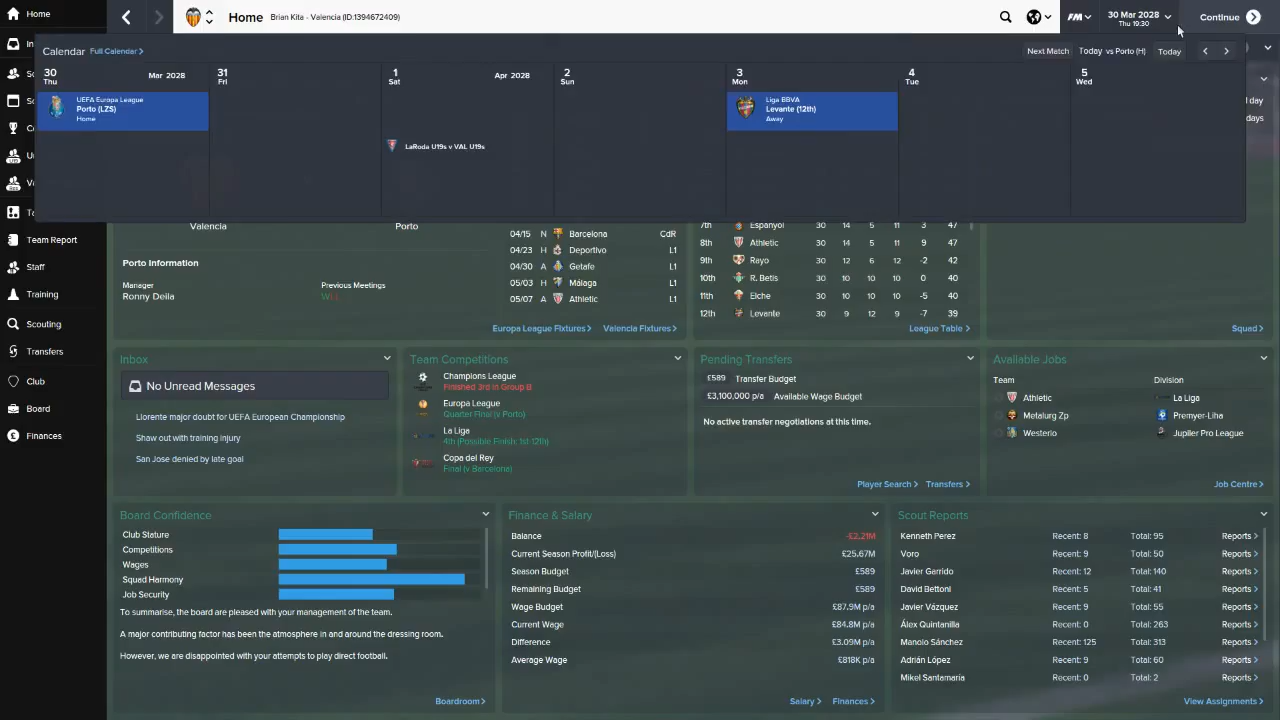 Home
Home
Brian Kita - Valencia (ID:1394672409)
FM
30 Mar 2028
Thu 19:30
Continue
Calendar
Full Calendar >
Next Match
Today
vs Porto (H)
Today
30
Thu
Mar 2028
31
Fri
1
Sat
Apr 2028
2
Sun
3
Mon
4
Tue
5
Wed
UEFA Europa League
Porto (LZS)
Home
Liga BBVA
Levante (12th)
Away
LaRoda U19s v VAL U19s
Team Report
Staff
Training
Scouting
Transfers
Club
Board
Finances
Valencia
Porto
Porto Information
Manager
Ronny Deila
Previous Meetings
WLL
04/15 N Barcelona CdR
04/23 H Deportivo L1
04/30 A Getafe L1
05/03 H Málaga L1
05/07 A Athletic L1
Europa League Fixtures >
Valencia Fixtures >
7th Espanyol 30 14 5 11 3 47
8th Athletic 30 14 5 11 9 47
9th Rayo 30 12 6 12 -2 42
10th R. Betis 30 10 10 10 0 40
11th Elche 30 10 10 10 -5 40
12th Levante 30 9 12 9 -7 39
League Table >
day
days
Squad >
Inbox
No Unread Messages
Llorente major doubt for UEFA European Championship
Shaw out with training injury
San Jose denied by late goal
Team Competitions
Champions League
Finished 3rd in Group B
Europa League
Quarter Final (v Porto)
La Liga
4th (Possible Finish: 1st-12th)
Copa del Rey
Final (v Barcelona)
Pending Transfers
£589 Transfer Budget
£3,100,000 p/a Available Wage Budget
No active transfer negotiations at this time.
Player Search >
Transfers >
Available Jobs
Team Division
Athletic La Liga
Metalurg Zp Premyer-Liha
Westerlo Jupiler Pro League
Job Centre >
Board Confidence
Club Stature
Competitions
Wages
Squad Harmony
Job Security
To summarise, the board are pleased with your management of the team.
A major contributing factor has been the atmosphere in and around the dressing room.
However, we are disappointed with your attempts to play direct football.
Boardroom >
Finance & Salary
Balance -£2.21M
Current Season Profit/(Loss) £25.67M
Season Budget £589
Remaining Budget £589
Wage Budget £87.9M p/a
Current Wage £84.8M p/a
Difference £3.09M p/a
Average Wage £818K p/a
Salary >
Finances >
Scout Reports
Kenneth Perez Recent: 8 Total: 95 Reports >
Voro Recent: 9 Total: 50 Reports >
Javier Garrido Recent: 12 Total: 140 Reports >
David Bettoni Recent: 5 Total: 41 Reports >
Javier Vázquez Recent: 9 Total: 55 Reports >
Álex Quintanilla Recent: 0 Total: 263 Reports >
Manolo Sánchez Recent: 125 Total: 313 Reports >
Adrián López Recent: 9 Total: 60 Reports >
Mikel Santamaría Recent: 0 Total: 2 Reports >
View Assignments >